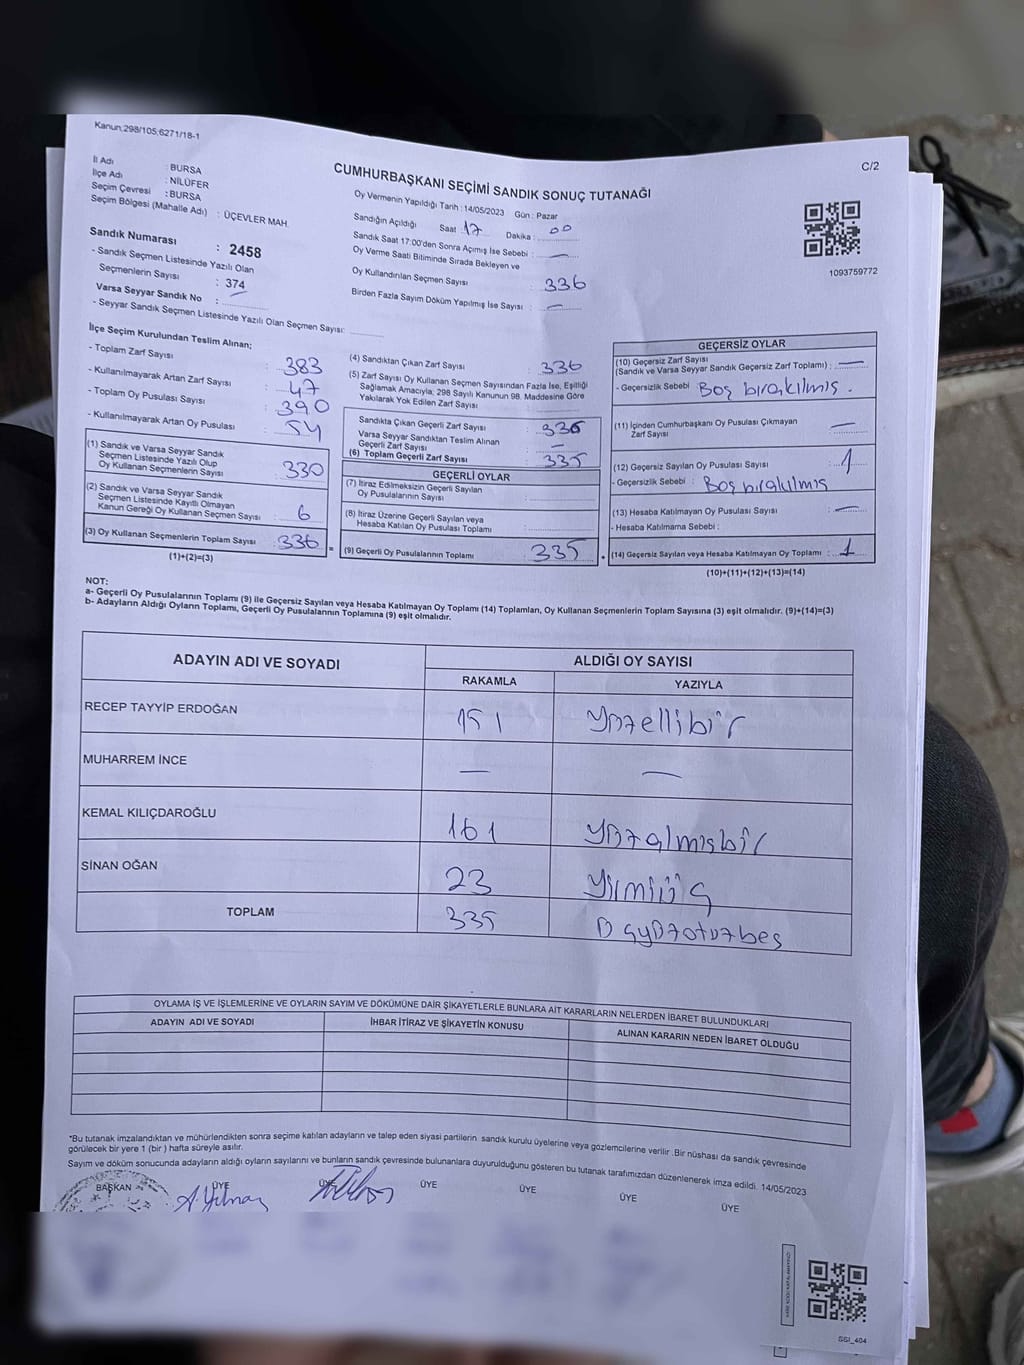 Kanun;298/105;6271/18-1
C/2
İl Adı : BURSA
İlçe Adı : NİLÜFER
Seçim Çevresi : BURSA
Seçim Bölgesi (Mahalle Adı) : ÜÇEVLER MAH.
Sandık Numarası : 2458
- Sandık Seçmen Listesinde Yazılı Olan
Seçmenlerin Sayısı : 374
Varsa Seyyar Sandık No : —
- Seyyar Sandık Seçmen Listesinde Yazılı Olan Seçmen Sayısı:
CUMHURBAŞKANI SEÇİMİ SANDIK SONUÇ TUTANAĞI
Oy Vermenin Yapıldığı Tarih : 14/05/2023 Gün : Pazar
Sandığın Açıldığı Saat : 17 Dakika : 00
Sandık Saat 17:00'den Sonra Açımış İse Sebebi : —
Oy Verme Saati Bitiminde Sırada Bekleyen ve
Oy Kullandırılan Seçmen Sayısı 336
Birden Fazla Sayım Döküm Yapılmış İse Sayısı : —
1093759772
İlçe Seçim Kurulundan Teslim Alınan;
- Toplam Zarf Sayısı : 383
- Kullanılmayarak Artan Zarf Sayısı : 47
- Toplam Oy Pusulası Sayısı : 390
- Kullanılmayarak Artan Oy Pusulası : 54
(1) Sandık ve Varsa Seyyar Sandık
Seçmen Listesinde Yazılı Olup
Oy Kullanan Seçmenlerin Sayısı : 330
(2) Sandık ve Varsa Seyyar Sandık
Seçmen Listesinde Kayıtlı Olmayan
Kanun Gereği Oy Kullanan Seçmen Sayısı : 6
(3) Oy Kullanan Seçmenlerin Toplam Sayısı : 336
(1)+(2)=(3)
(4) Sandıktan Çıkan Zarf Sayısı : 336
(5) Zarf Sayısı Oy Kullanan Seçmen Sayısından Fazla İse, Eşitliği
Sağlamak Amacıyla; 298 Sayılı Kanunun 98. Maddesine Göre
Yakılarak Yok Edilen Zarf Sayısı
Sandıkta Çıkan Geçerli Zarf Sayısı : 336
Varsa Seyyar Sandıktan Teslim Alınan
Geçerli Zarf Sayısı : —
(6) Toplam Geçerli Zarf Sayısı : 335
GEÇERLİ OYLAR
(7) İtiraz Edilmeksizin Geçerli Sayılan
Oy Pusulalarının Sayısı :
(8) İtiraz Üzerine Geçerli Sayılan veya
Hesaba Katılan Oy Pusulası Toplamı :
(9) Geçerli Oy Pusulalarının Toplamı : 335
GEÇERSİZ OYLAR
(10) Geçersiz Zarf Sayısı
(Sandık ve Varsa Seyyar Sandık Geçersiz Zarf Toplamı) : —
- Geçersizlik Sebebi : Boş bırakılmış .
(11) İçinden Cumhurbaşkanı Oy Pusulası Çıkmayan
Zarf Sayısı : —
(12) Geçersiz Sayılan Oy Pusulası Sayısı : 1
- Geçersizlik Sebebi : Boş bırakılmış
(13) Hesaba Katılmayan Oy Pusulası Sayısı : —
- Hesaba Katılmama Sebebi :
(14) Geçersiz Sayılan veya Hesaba Katılmayan Oy Toplamı : 1
(10)+(11)+(12)+(13)=(14)
NOT:
a- Geçerli Oy Pusulalarının Toplamı (9) ile Geçersiz Sayılan veya Hesaba Katılmayan Oy Toplamı (14) Toplamları, Oy Kullanan Seçmenlerin Toplam Sayısına (3) eşit olmalıdır. (9)+(14)=(3)
b- Adayların Aldığı Oyların Toplamı, Geçerli Oy Pusulalarının Toplamına (9) eşit olmalıdır.
ADAYIN ADI VE SOYADI ALDIĞI OY SAYISI
RAKAMLA YAZIYLA
RECEP TAYYİP ERDOĞAN 151 Yüzellibir
MUHARREM İNCE — —
KEMAL KILIÇDAROĞLU 161 Yüzalmışbir
SİNAN OĞAN 23 Yirmiüç
TOPLAM 335 Üçyüzotuzbeş
OYLAMA İŞ VE İŞLEMLERİNE VE OYLARIN SAYIM VE DÖKÜMÜNE DAİR ŞİKAYETLERLE BUNLARA AİT KARARLARIN NELERDEN İBARET BULUNDUKLARI
ADAYIN ADI VE SOYADI İHBAR İTİRAZ VE ŞİKAYETİN KONUSU ALINAN KARARIN NEDEN İBARET OLDUĞU
*Bu tutanak imzalandıktan ve mühürlendikten sonra seçime katılan adayların ve talep eden siyasi partilerin sandık kurulu üyelerine veya gözlemcilerine verilir .Bir nüshası da sandık çevresinde
görülecek bir yere 1 (bir ) hafta süreyle asılır.
Sayım ve döküm sonucunda adayların aldığı oyların sayılarını ve bunların sandık çevresinde bulunanlara duyurulduğunu gösteren bu tutanak tarafımızdan düzenlenerek imza edildi. 14/05/2023
BAŞKAN ÜYE ÜYE ÜYE ÜYE ÜYE ÜYE
A.Yılmaz
SSI_404